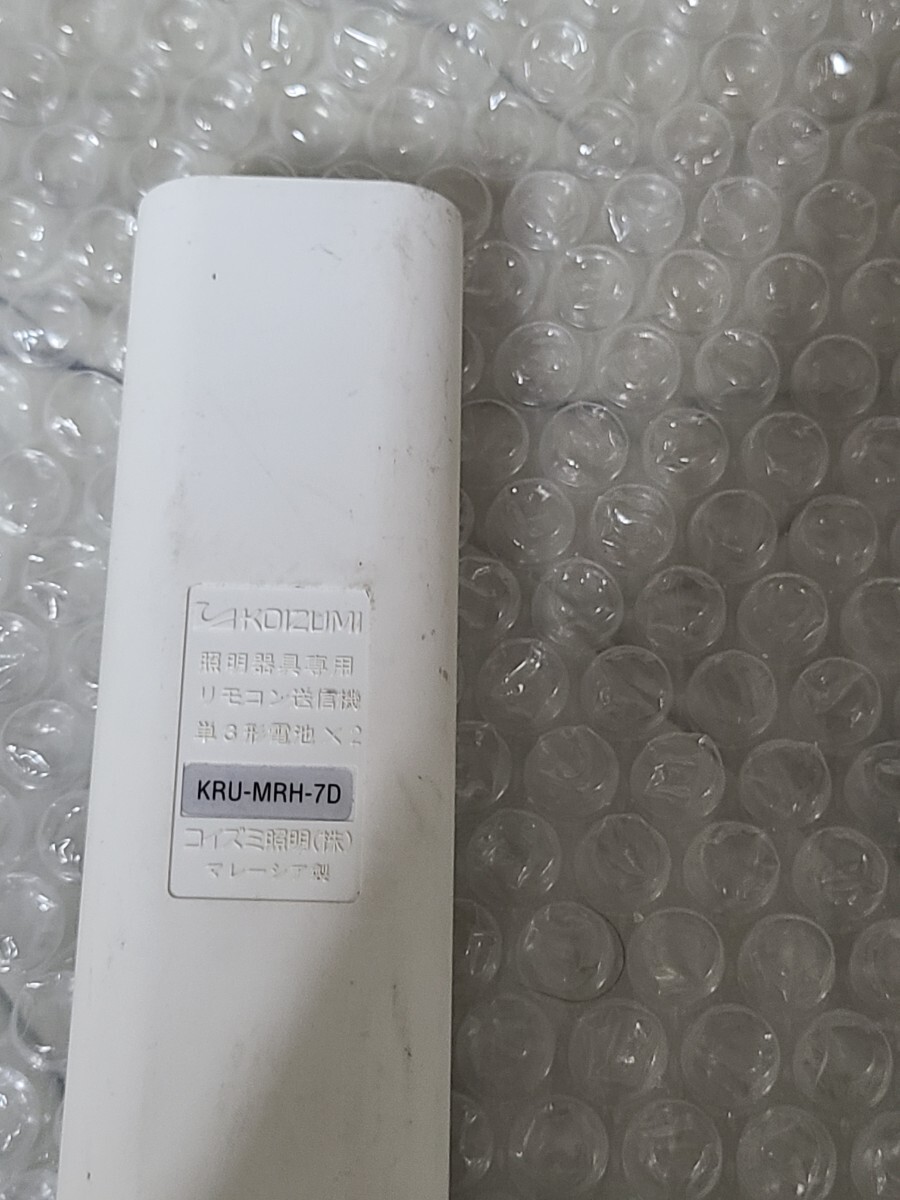 KOIZUMI
照明器具専用
リモコン送信機
単3形電池×2
KRU-MRH-7D
コイズミ照明(株)
マレーシア製